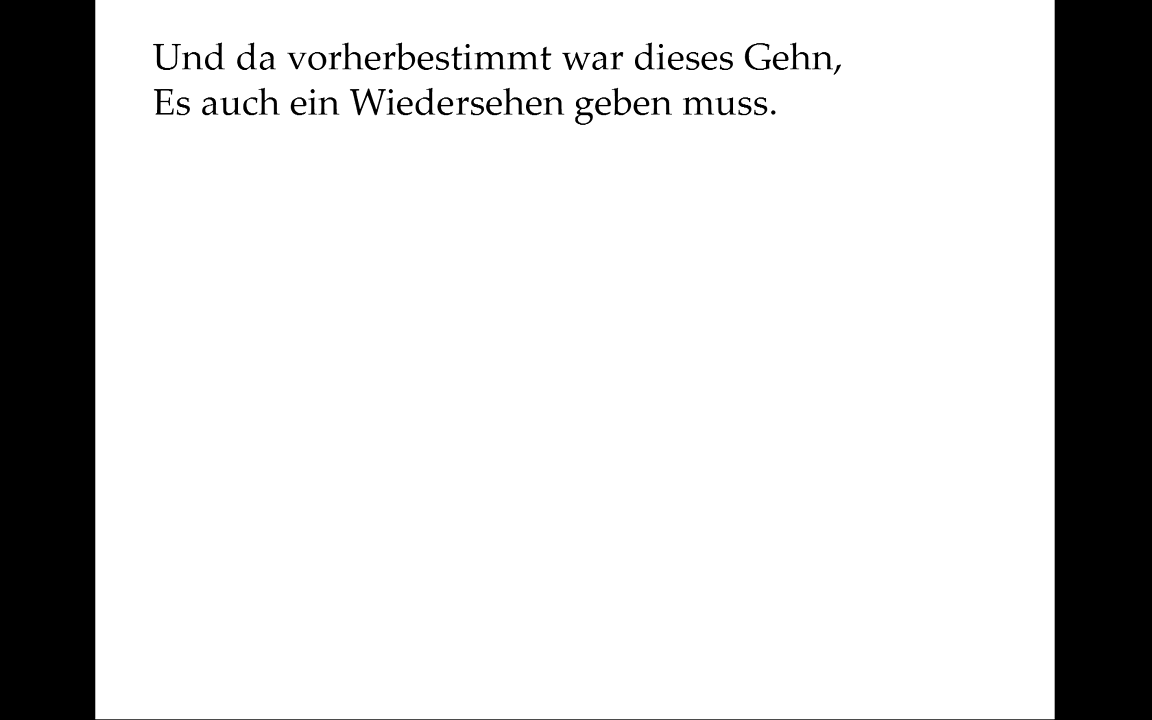 Und da vorherbestimmt war dieses Gehn,
Es auch ein Wiedersehen geben muss.